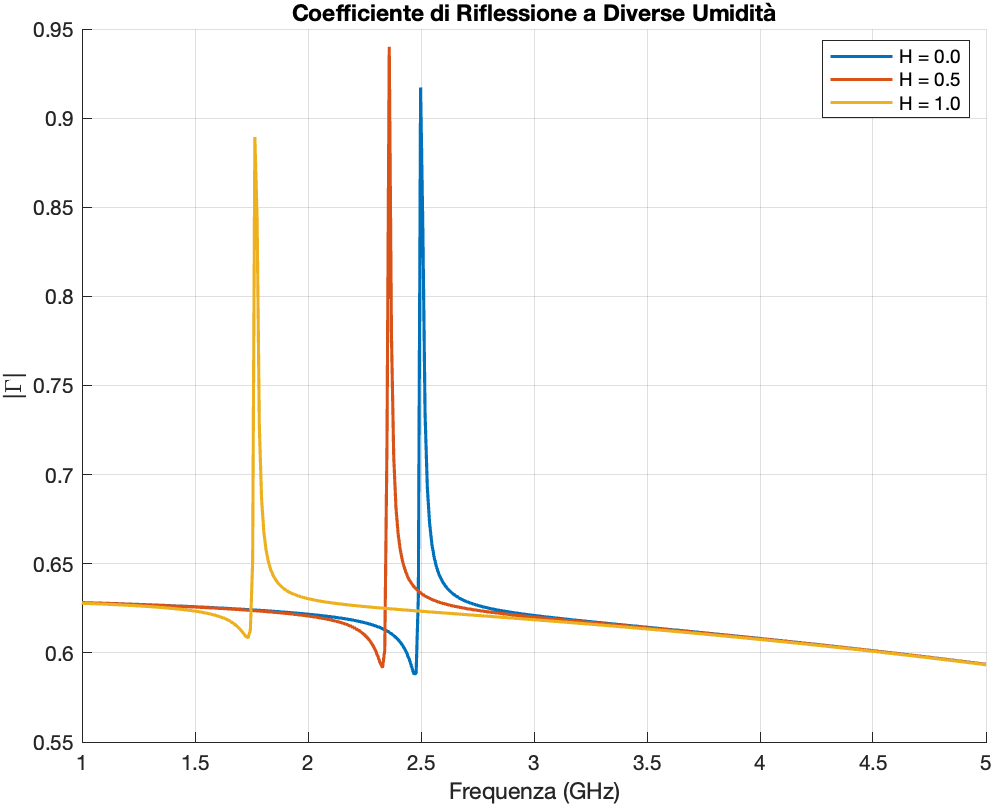 Coefficiente di Riflessione a Diverse Umidità
H = 0.0
H = 0.5
H = 1.0
|Γ|
0.95
0.9
0.85
0.8
0.75
0.7
0.65
0.6
0.55
1 1.5 2 2.5 3 3.5 4 4.5 5
Frequenza (GHz)